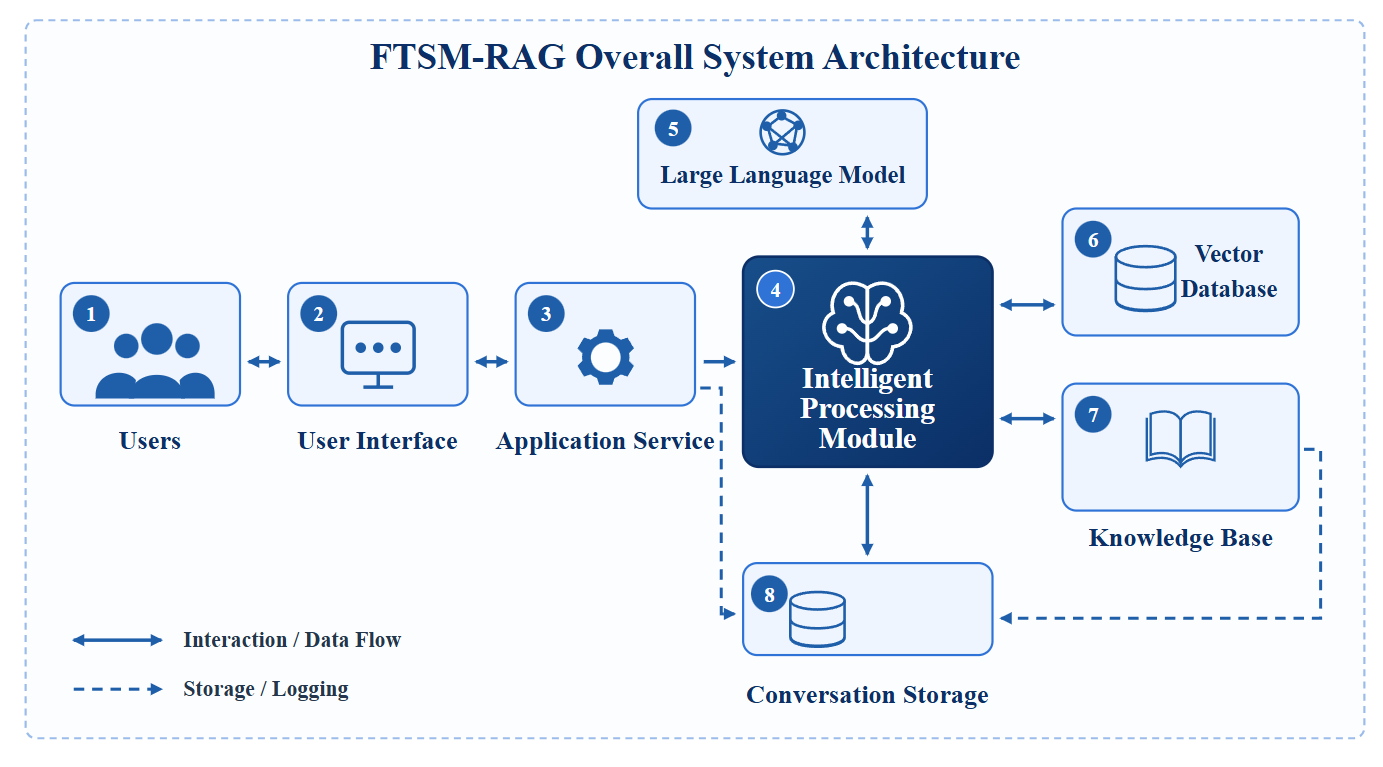 FTSM-RAG Overall System Architecture
5
Large Language Model
6
Vector
Database
1
Users
2
User Interface
3
Application Service
4
Intelligent
Processing
Module
7
Knowledge Base
8
Conversation Storage
Interaction / Data Flow
Storage / Logging